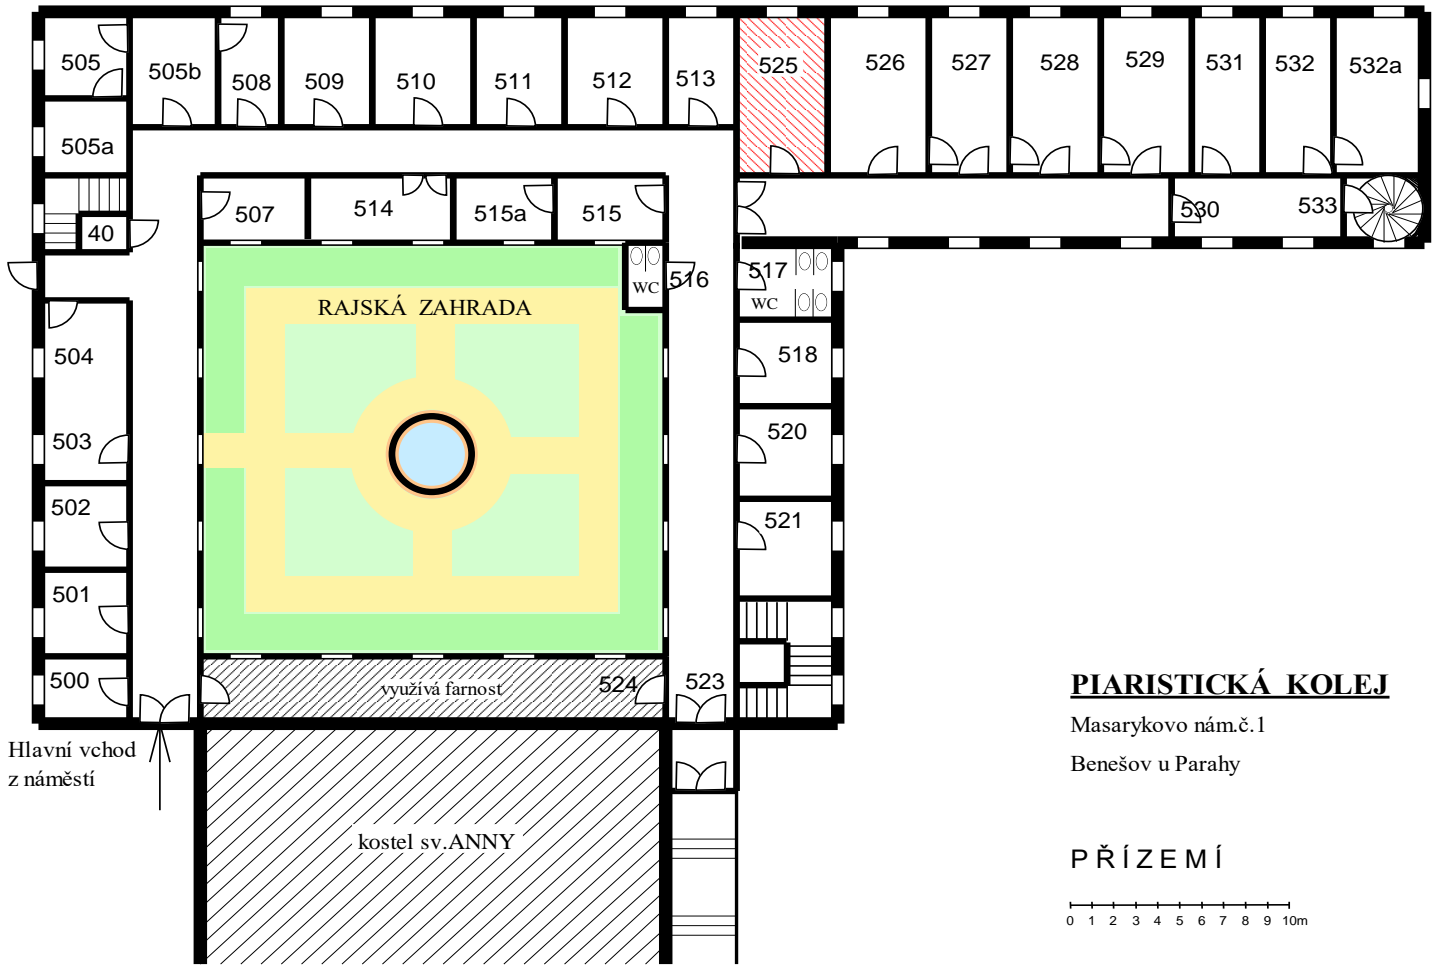 505
505b
508
509
510
511
512
513
525
526
527
528
529
531
532
532a
505a
507
514
515a
515
530
533
40
516
517
WC
WC
RAJSKÁ ZAHRADA
504
518
503
520
502
521
501
500
využívá farnost
524
523
Hlavní vchod
z náměstí
kostel sv.ANNY
PIARISTICKÁ KOLEJ
Masarykovo nám.č.1
Benešov u Parahy
PŘÍZEMÍ
0 1 2 3 4 5 6 7 8 9 10m